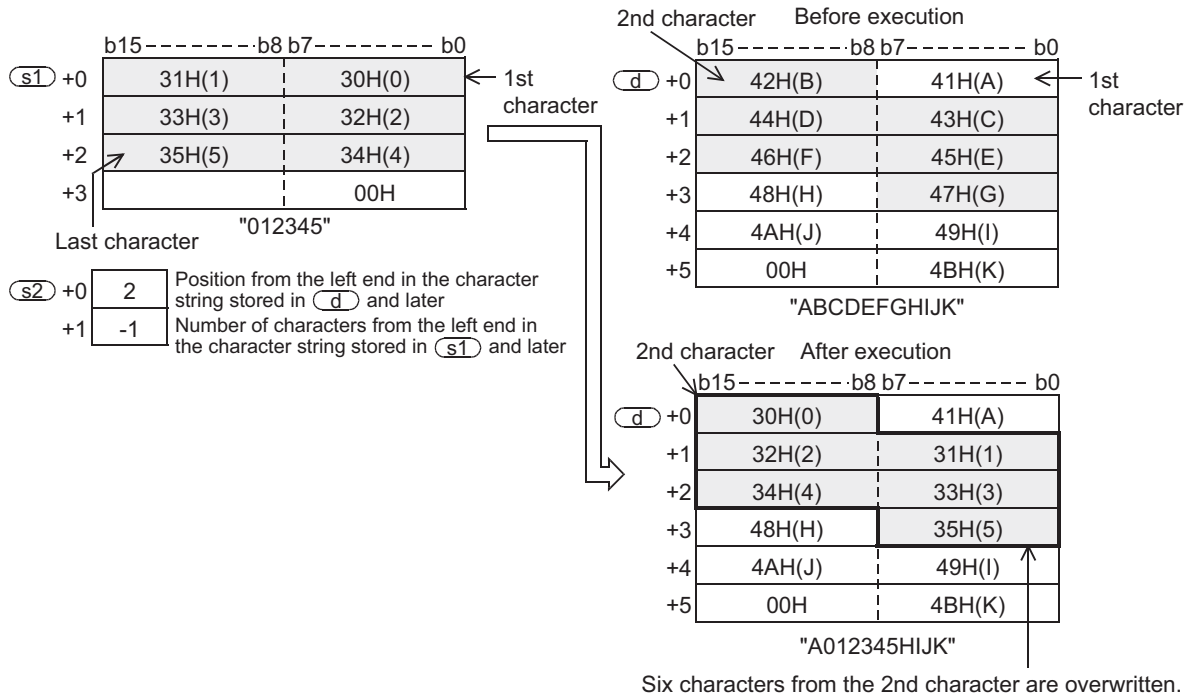 b15 b8 b7 b0
s1 +0 31H(1) 30H(0) 1st
character
+1 33H(3) 32H(2)
+2 35H(5) 34H(4)
+3 00H
"012345"
Last character
s2 +0 2 Position from the left end in the character
string stored in d and later
+1 -1 Number of characters from the left end in
the character string stored in s1 and later
2nd character Before execution
b15 b8 b7 b0
d +0 42H(B) 41H(A) 1st
character
+1 44H(D) 43H(C)
+2 46H(F) 45H(E)
+3 48H(H) 47H(G)
+4 4AH(J) 49H(I)
+5 00H 4BH(K)
"ABCDEFGHIJK"
2nd character After execution
b15 b8 b7 b0
d +0 30H(0) 41H(A)
+1 32H(2) 31H(1)
+2 34H(4) 33H(3)
+3 48H(H) 35H(5)
+4 4AH(J) 49H(I)
+5 00H 4BH(K)
"A012345HIJK"
Six characters from the 2nd character are overwritten.